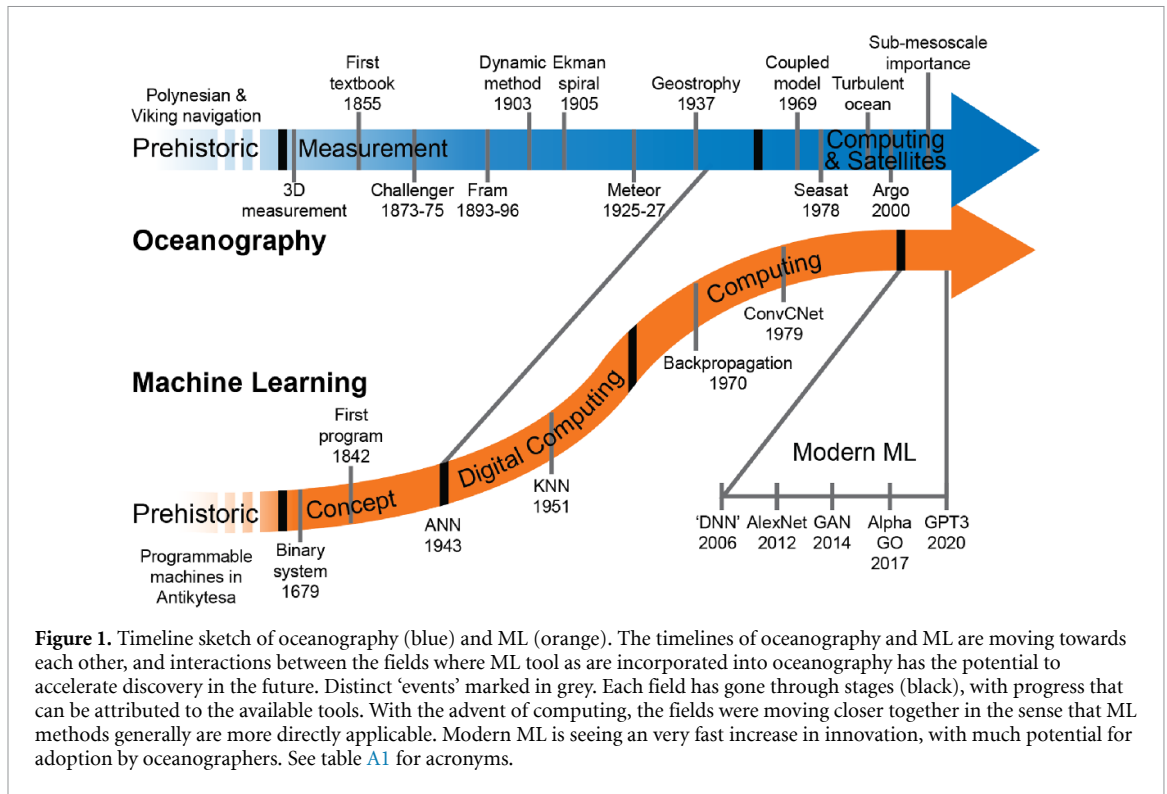 Sub-mesoscale
importance
First
textbook
1855
Dynamic
method
1903
Ekman
spiral
1905
Geostrophy
1937
Coupled
model
1969
Turbulent
ocean
Polynesian &
Viking navigation
Prehistoric
Measurement
Computing
& Satellites
3D
measurement
Challenger
1873-75
Fram
1893-96
Meteor
1925-27
Seasat
1978
Argo
2000
Oceanography
Computing
ConvCNet
1979
Backpropagation
1970
Machine Learning
Digital Computing
First
program
1842
Modern ML
KNN
1951
Prehistoric
Concept
ANN
1943
'DNN'
2006
AlexNet
2012
GAN
2014
Alpha
GO
2017
GPT3
2020
Programmable
machines in
Antikytesa
Binary
system
1679
Figure 1. Timeline sketch of oceanography (blue) and ML (orange). The timelines of oceanography and ML are moving towards
each other, and interactions between the fields where ML tool as are incorporated into oceanography has the potential to
accelerate discovery in the future. Distinct ‘events’ marked in grey. Each field has gone through stages (black), with progress that
can be attributed to the available tools. With the advent of computing, the fields were moving closer together in the sense that ML
methods generally are more directly applicable. Modern ML is seeing an very fast increase in innovation, with much potential for
adoption by oceanographers. See table A1 for acronyms.